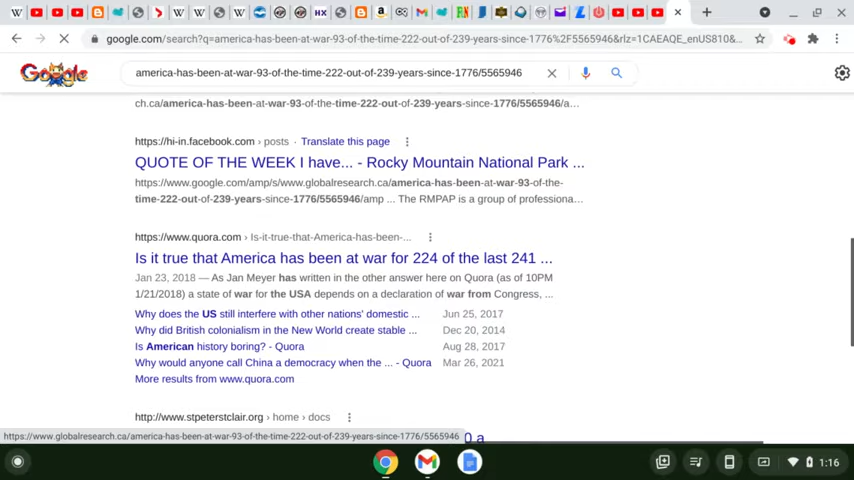 google.com/search?q=america-has-been-at-war-93-of-the-time-222-out-of-239-years-since-1776%2F5565946&rlz=1CAEAQE_enUS810&...
Google
america-has-been-at-war-93-of-the-time-222-out-of-239-years-since-1776/5565946
ch.ca/america-has-been-at-war-93-of-the-time-222-out-of-239-years-since-1776/5565946/a...
https://hi-in.facebook.com › posts · Translate this page
QUOTE OF THE WEEK I have... - Rocky Mountain National Park ...
https://www.google.com/amp/s/www.globalresearch.ca/america-has-been-at-war-93-of-the-
time-222-out-of-239-years-since-1776/5565946/amp ... The RMPAP is a group of professiona...
https://www.quora.com › Is-it-true-that-America-has-been-...
Is it true that America has been at war for 224 of the last 241 ...
Jan 23, 2018 — As Jan Meyer has written in the other answer here on Quora (as of 10PM
1/21/2018) a state of war for the USA depends on a declaration of war from Congress, ...
Why does the US still interfere with other nations' domestic ... Jun 25, 2017
Why did British colonialism in the New World create stable ... Dec 20, 2014
Is American history boring? - Quora Aug 28, 2017
Why would anyone call China a democracy when the ... - Quora Mar 26, 2021
More results from www.quora.com
http://www.stpeterstclair.org › home › docs
https://www.globalresearch.ca/america-has-been-at-war-93-of-the-time-222-out-of-239-years-since-1776/5565946
0 a
1:16